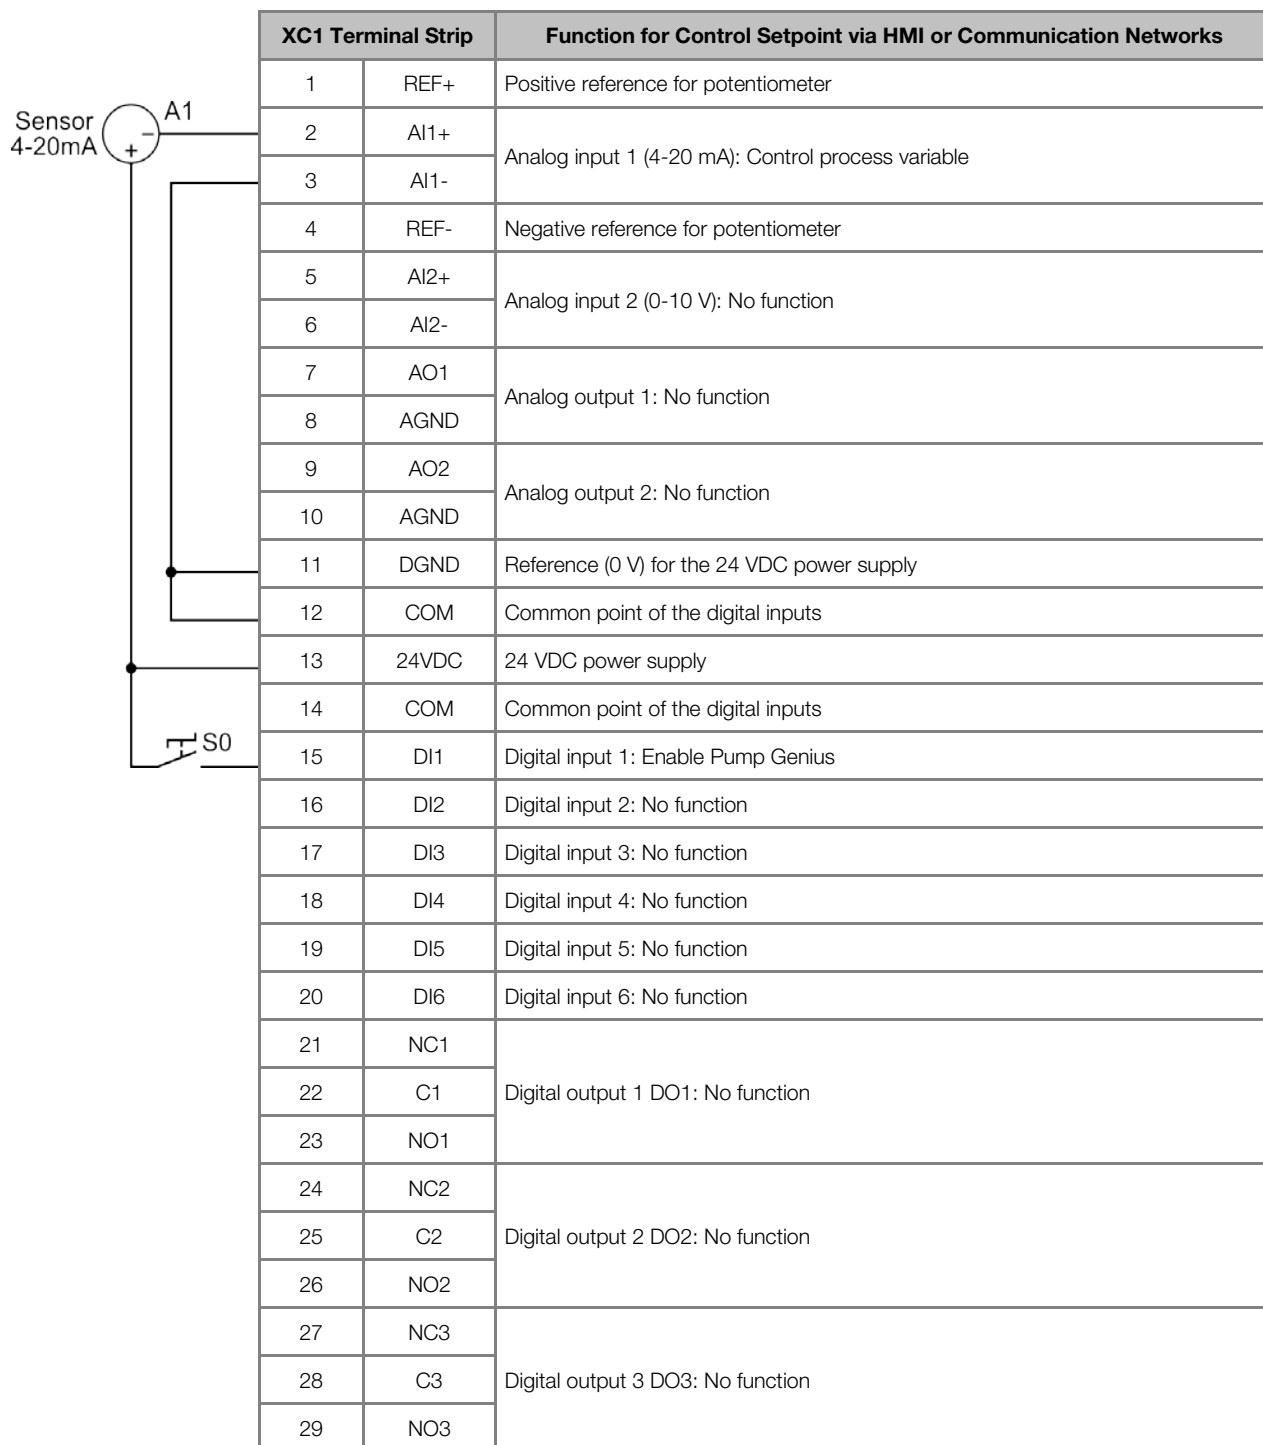 XC1 Terminal Strip Function for Control Setpoint via HMI or Communication Networks
1 REF+ Positive reference for potentiometer
Sensor 4-20mA - + A1
2 AI1+ Analog input 1 (4-20 mA): Control process variable
3 AI1-
4 REF- Negative reference for potentiometer
5 AI2+ Analog input 2 (0-10 V): No function
6 AI2-
7 AO1 Analog output 1: No function
8 AGND
9 AO2 Analog output 2: No function
10 AGND
11 DGND Reference (0 V) for the 24 VDC power supply
12 COM Common point of the digital inputs
13 24VDC 24 VDC power supply
14 COM Common point of the digital inputs
S0
15 DI1 Digital input 1: Enable Pump Genius
16 DI2 Digital input 2: No function
17 DI3 Digital input 3: No function
18 DI4 Digital input 4: No function
19 DI5 Digital input 5: No function
20 DI6 Digital input 6: No function
21 NC1
22 C1 Digital output 1 DO1: No function
23 NO1
24 NC2
25 C2 Digital output 2 DO2: No function
26 NO2
27 NC3
28 C3 Digital output 3 DO3: No function
29 NO3